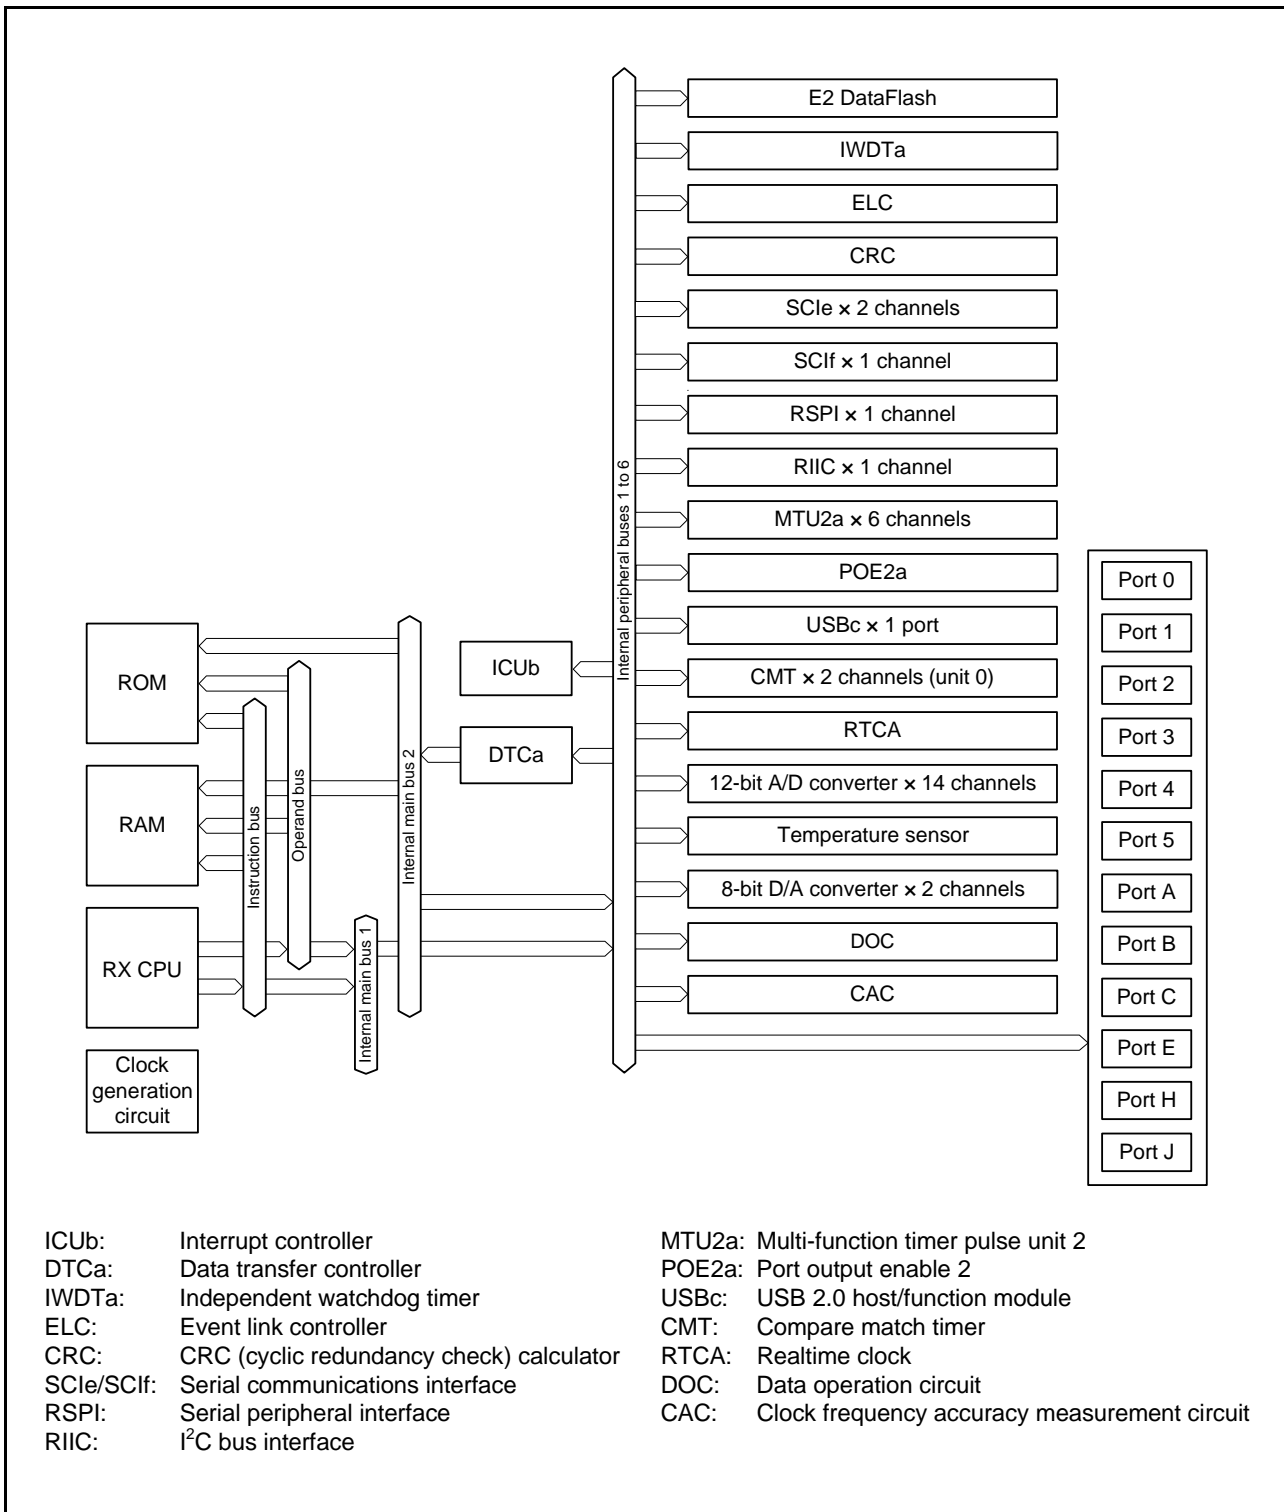 E2 DataFlash
IWDTa
ELC
CRC
SCIe × 2 channels
SCIf × 1 channel
RSPI × 1 channel
RIIC × 1 channel
MTU2a × 6 channels
POE2a
USBc × 1 port
CMT × 2 channels (unit 0)
RTCA
12-bit A/D converter × 14 channels
Temperature sensor
8-bit D/A converter × 2 channels
DOC
CAC
Internal peripheral buses 1 to 6
Port 0
Port 1
Port 2
Port 3
Port 4
Port 5
Port A
Port B
Port C
Port E
Port H
Port J
ICUb
DTCa
ROM
RAM
RX CPU
Clock
generation
circuit
Instruction bus
Operand bus
Internal main bus 1
Internal main bus 2
ICUb: Interrupt controller
DTCa: Data transfer controller
IWDTa: Independent watchdog timer
ELC: Event link controller
CRC: CRC (cyclic redundancy check) calculator
SCIe/SCIf: Serial communications interface
RSPI: Serial peripheral interface
RIIC: I²C bus interface
MTU2a: Multi-function timer pulse unit 2
POE2a: Port output enable 2
USBc: USB 2.0 host/function module
CMT: Compare match timer
RTCA: Realtime clock
DOC: Data operation circuit
CAC: Clock frequency accuracy measurement circuit